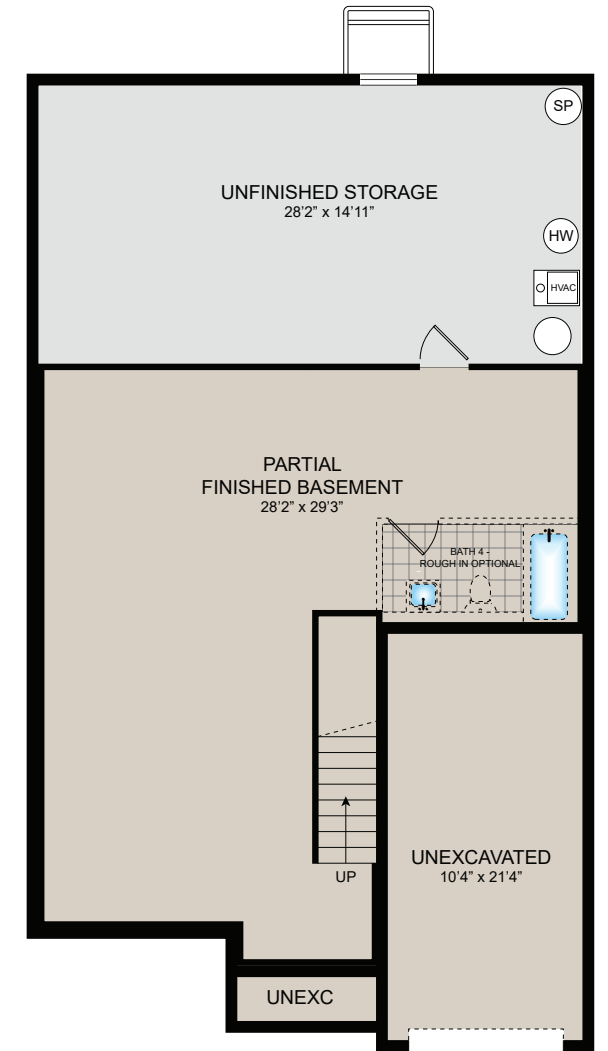 SP
UNFINISHED STORAGE
28’2” x 14’11”
HW
HVAC
PARTIAL
FINISHED BASEMENT
28’2” x 29’3”
BATH 4 -
ROUGH IN OPTIONAL
UP
UNEXCAVATED
10’4” x 21’4”
UNEXC